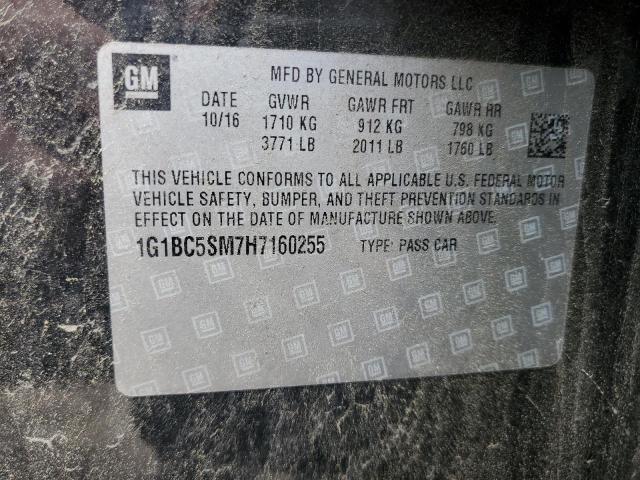 GM
MFD BY GENERAL MOTORS LLC
DATE GVWR GAWR FRT GAWR RR
10/16 1710 KG 912 KG 798 KG
3771 LB 2011 LB 1760 LB
THIS VEHICLE CONFORMS TO ALL APPLICABLE U.S. FEDERAL MOTOR
VEHICLE SAFETY, BUMPER, AND THEFT PREVENTION STANDARDS IN
EFFECT ON THE DATE OF MANUFACTURE SHOWN ABOVE.
1G1BC5SM7H7160255 TYPE: PASS CAR